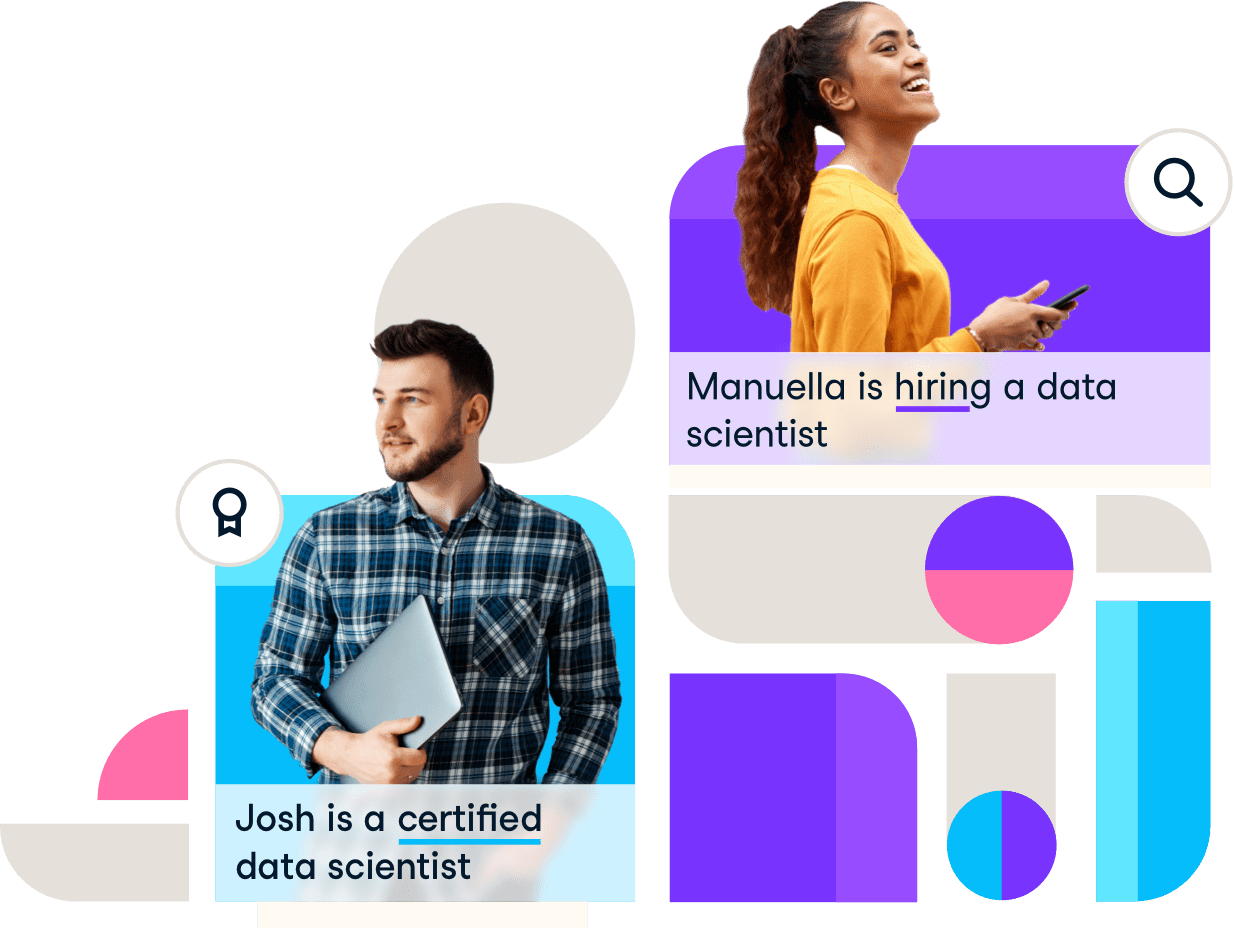 Manuella is hiring a data
scientist
Josh is a certified
data scientist